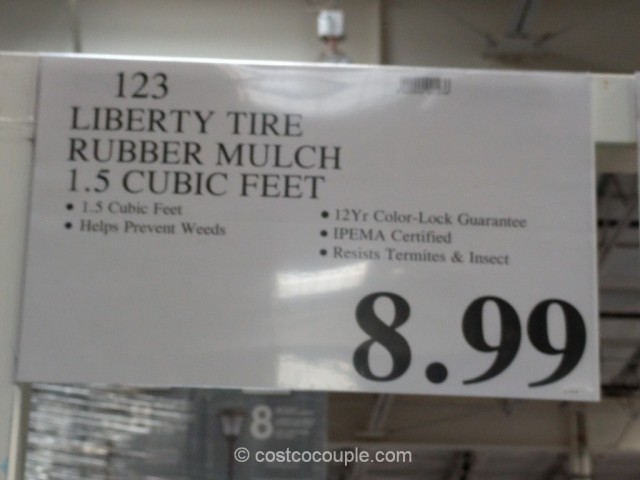 123
LIBERTY TIRE
RUBBER MULCH
1.5 CUBIC FEET
• 1.5 Cubic Feet
• Helps Prevent Weeds
• 12Yr Color-Lock Guarantee
• IPEMA Certified
• Resists Termites & Insect
8.99
8
© costcocouple.com